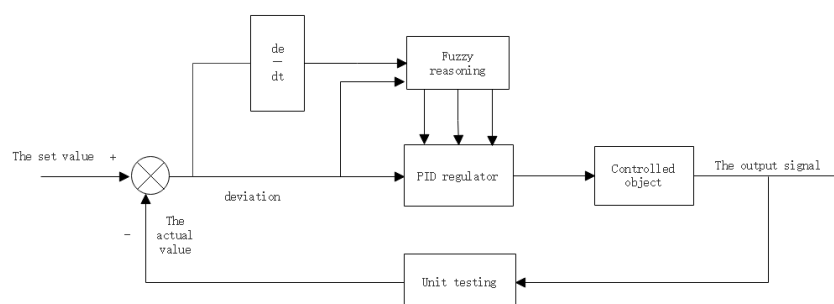 de
dt
Fuzzy
reasoning
The set value +
PID regulator
Controlled
object
The output signal
deviation
−
The
actual
value
Unit testing